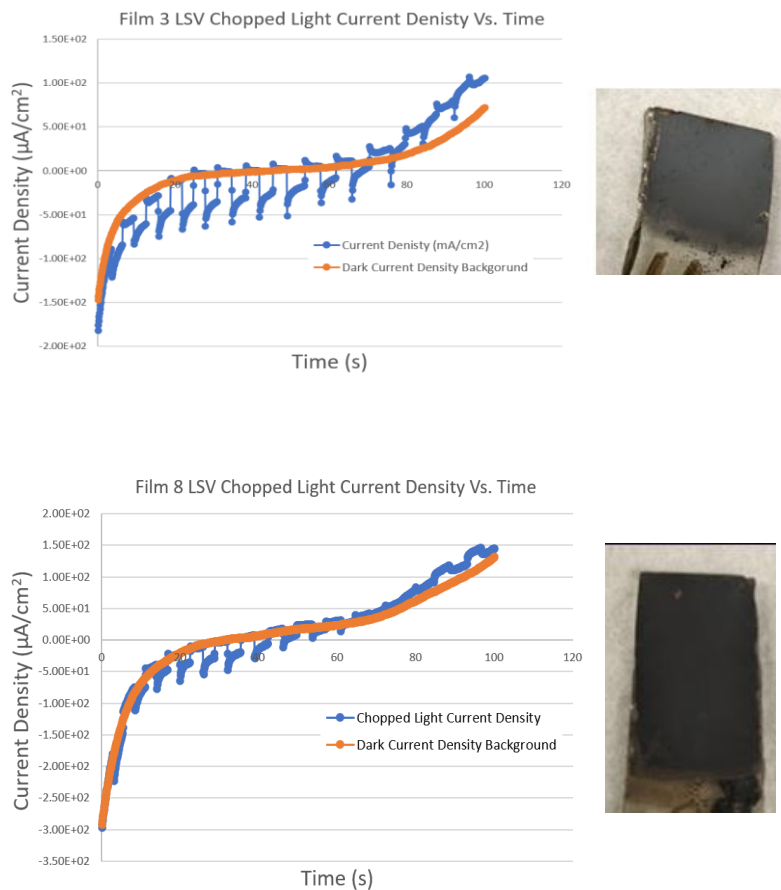 Film 3 LSV Chopped Light Current Denisty Vs. Time
1.50E+02
1.00E+02
5.00E+01
0.00E+00
-5.00E+01
-1.00E+02
-1.50E+02
-2.00E+02
0 20 40 60 80 100 120
Current Density (µA/cm²)
Current Denisty (mA/cm2)
Dark Current Density Backgorund
Time (s)
Film 8 LSV Chopped Light Current Density Vs. Time
2.00E+02
1.50E+02
1.00E+02
5.00E+01
0.00E+00
-5.00E+01
-1.00E+02
-1.50E+02
-2.00E+02
-2.50E+02
-3.00E+02
-3.50E+02
0 20 40 60 80 100 120
Current Density (µA/cm²)
Chopped Light Current Density
Dark Current Density Background
Time (s)